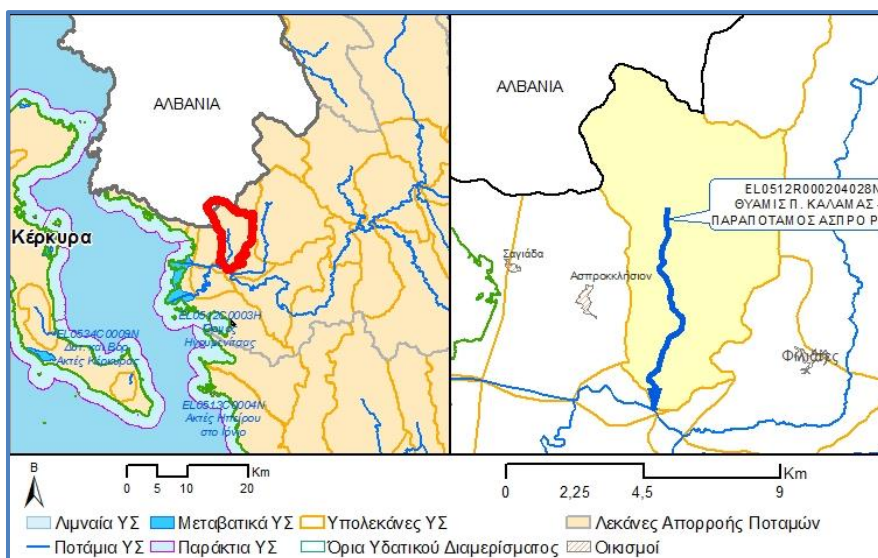 ΑΛΒΑΝΙΑ
Κέρκυρα
EL0534C0009N
Ακτές Κέρκυρας
EL0512C0003H
Ηγουμενίτσας
EL0513C0004N
Ακτές Ηπείρου
στο Ιόνιο
ΑΛΒΑΝΙΑ
EL0512R000204028N
ΘΥΑΜΙΣ Π. ΚΑΛΑΜΑΣ
ΠΑΡΑΠΟΤΑΜΟΣ ΑΣΠΡΟ Ρ
Σαγιάδα
Ασπροκκλήσιον
Φιλιάτες
Β
0 5 10 20 Km
0 2,25 4,5 9 Km
Λιμναία ΥΣ Μεταβατικά ΥΣ Υπολεκάνες ΥΣ Λεκάνες Απορροής Ποταμών
Ποτάμια ΥΣ Παράκτια ΥΣ Όρια Υδατικού Διαμερίσματος Οικισμοί